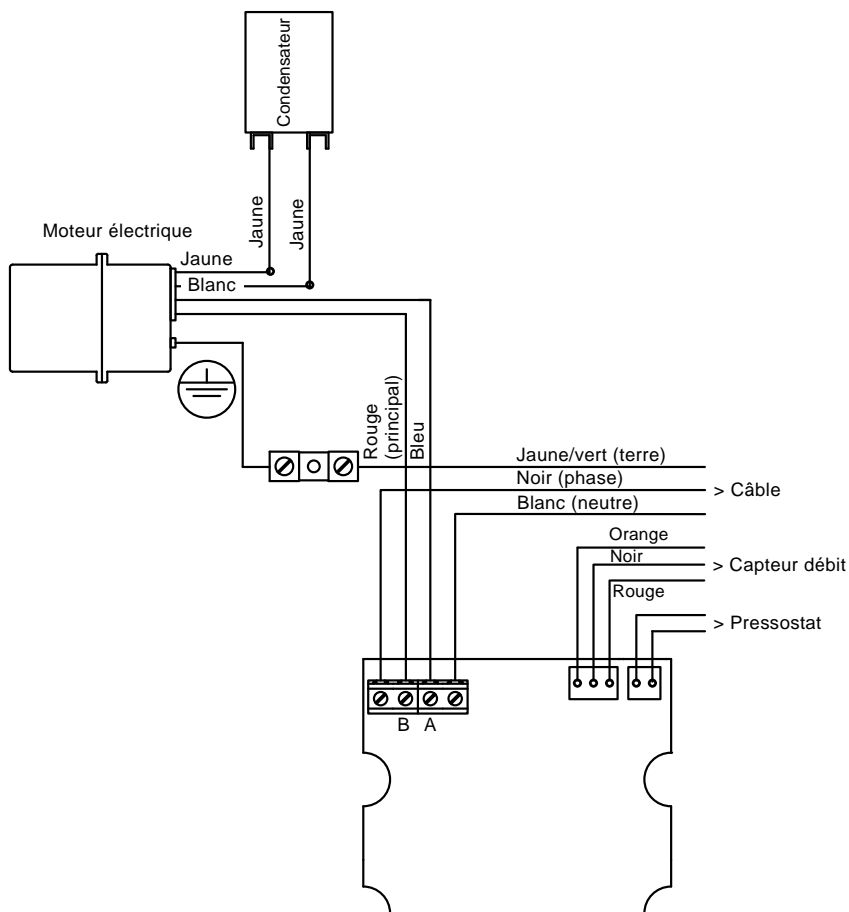 Condensateur
Jaune
Jaune
Moteur électrique
Jaune
Blanc
Rouge
(principal)
Bleu
Jaune/vert (terre)
Noir (phase)
> Câble
Blanc (neutre)
Orange
Noir
> Capteur débit
Rouge
> Pressostat
B A